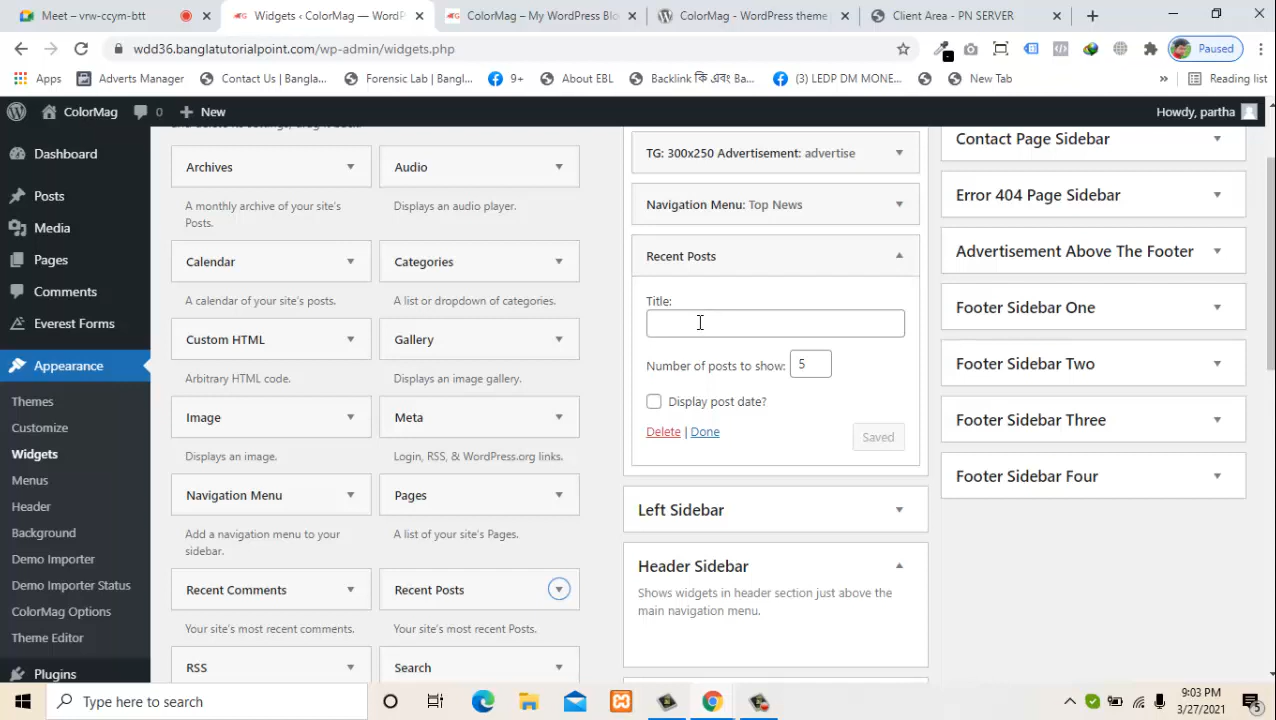 Meet – vrw-ccym-btt
Widgets ‹ ColorMag — WordP
ColorMag – My WordPress Blo
ColorMag - WordPress theme
Client Area - PN SERVER
wdd36.banglatutorialpoint.com/wp-admin/widgets.php
Paused
Apps
Adverts Manager
Contact Us | Bangla...
Forensic Lab | Bangl...
9+
About EBL
Backlink কি এবং Ba...
(3) LEDP DM MONE...
New Tab
»
Reading list
ColorMag
0
New
Howdy, partha
Dashboard
Posts
Media
Pages
Comments
Everest Forms
Appearance
Themes
Customize
Widgets
Menus
Header
Background
Demo Importer
Demo Importer Status
ColorMag Options
Theme Editor
Plugins
Archives
A monthly archive of your site's
Posts.
Audio
Displays an audio player.
Calendar
A calendar of your site's posts.
Categories
A list or dropdown of categories.
Custom HTML
Arbitrary HTML code.
Gallery
Displays an image gallery.
Image
Displays an image.
Meta
Login, RSS, & WordPress.org links.
Navigation Menu
Add a navigation menu to your
sidebar.
Pages
A list of your site's Pages.
Recent Comments
Your site's most recent comments.
Recent Posts
Your site's most recent Posts.
RSS
Search
TG: 300x250 Advertisement: advertise
Navigation Menu: Top News
Recent Posts
Title:
Number of posts to show: 5
Display post date?
Delete | Done
Saved
Left Sidebar
Header Sidebar
Shows widgets in header section just above the
main navigation menu.
Contact Page Sidebar
Error 404 Page Sidebar
Advertisement Above The Footer
Footer Sidebar One
Footer Sidebar Two
Footer Sidebar Three
Footer Sidebar Four
Type here to search
9:03 PM
3/27/2021
5